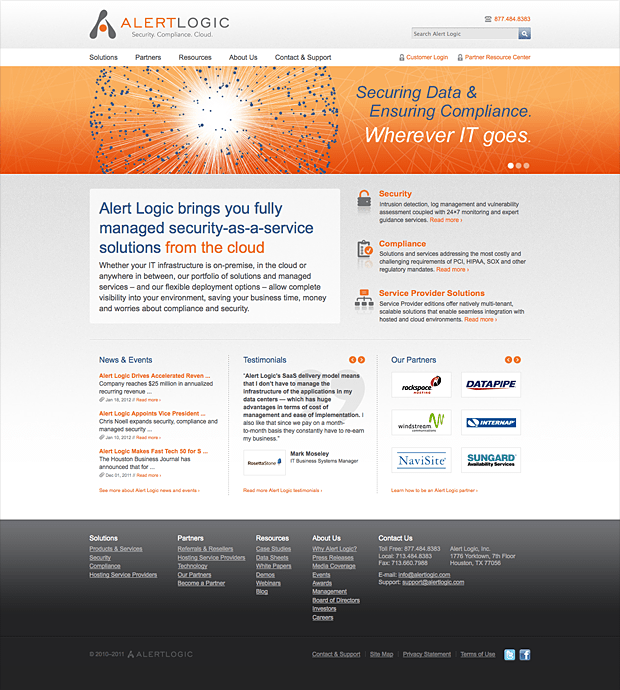 ALERTLOGIC
Security. Compliance. Cloud.
877.484.8383
Search Alert Logic
Solutions Partners Resources About Us Contact & Support
Customer Login Partner Resource Center
Securing Data &
Ensuring Compliance.
Wherever IT goes.
Alert Logic brings you fully
managed security-as-a-service
solutions from the cloud
Whether your IT infrastructure is on-premise, in the cloud or
anywhere in between, our portfolio of solutions and managed
services – and our flexible deployment options – allow complete
visibility into your environment, saving your business time, money
and worries about compliance and security.
Security
Intrusion detection, log management and vulnerability
assessment coupled with 24×7 monitoring and expert
guidance services. Read more ›
Compliance
Solutions and services addressing the most costly and
challenging requirements of PCI, HIPAA, SOX and other
regulatory mandates. Read more ›
Service Provider Solutions
Service Provider editions offer natively multi-tenant,
scalable solutions that enable seamless integration with
hosted and cloud environments. Read more ›
News & Events
Alert Logic Drives Accelerated Reven ...
Company reaches $25 million in annualized
recurring revenue ...
Jan 18, 2012 // Read more ›
Alert Logic Appoints Vice President ...
Chris Noell expands security, compliance and
managed security ...
Jan 10, 2012 // Read more ›
Alert Logic Makes Fast Tech 50 for S ...
The Houston Business Journal has
announced that for ...
Dec 01, 2011 // Read more ›
See more about Alert Logic news and events ›
Testimonials
"Alert Logic's SaaS delivery model means
that I don't have to manage the
infrastructure of the applications in my
data centers — which has huge
advantages in terms of cost of
management and ease of implementation. I
also like that since we pay on a month-
to-month basis they constantly have to re-earn
my business."
RosettaStone
Mark Moseley
IT Business Systems Manager
Read more Alert Logic testimonials ›
Our Partners
rackspace
HOSTING
DATAPIPE
windstream
communications
INTERNAP
NaviSite
SUNGARD
Availability Services
Learn how to be an Alert Logic partner ›
Solutions
Products & Services
Security
Compliance
Hosting Service Providers
Partners
Referrals & Resellers
Hosting Service Providers
Technology
Our Partners
Become a Partner
Resources
Case Studies
Data Sheets
White Papers
Demos
Webinars
Blog
About Us
Why Alert Logic?
Press Releases
Media Coverage
Events
Awards
Management
Board of Directors
Investors
Careers
Contact Us
Toll Free: 877.484.8383
Local: 713.484.8383
Fax: 713.660.7988
Alert Logic, Inc.
1776 Yorktown, 7th Floor
Houston, TX 77056
E-mail: info@alertlogic.com
Support: support@alertlogic.com
© 2010–2011 ALERTLOGIC
Contact & Support | Site Map | Privacy Statement | Terms of Use